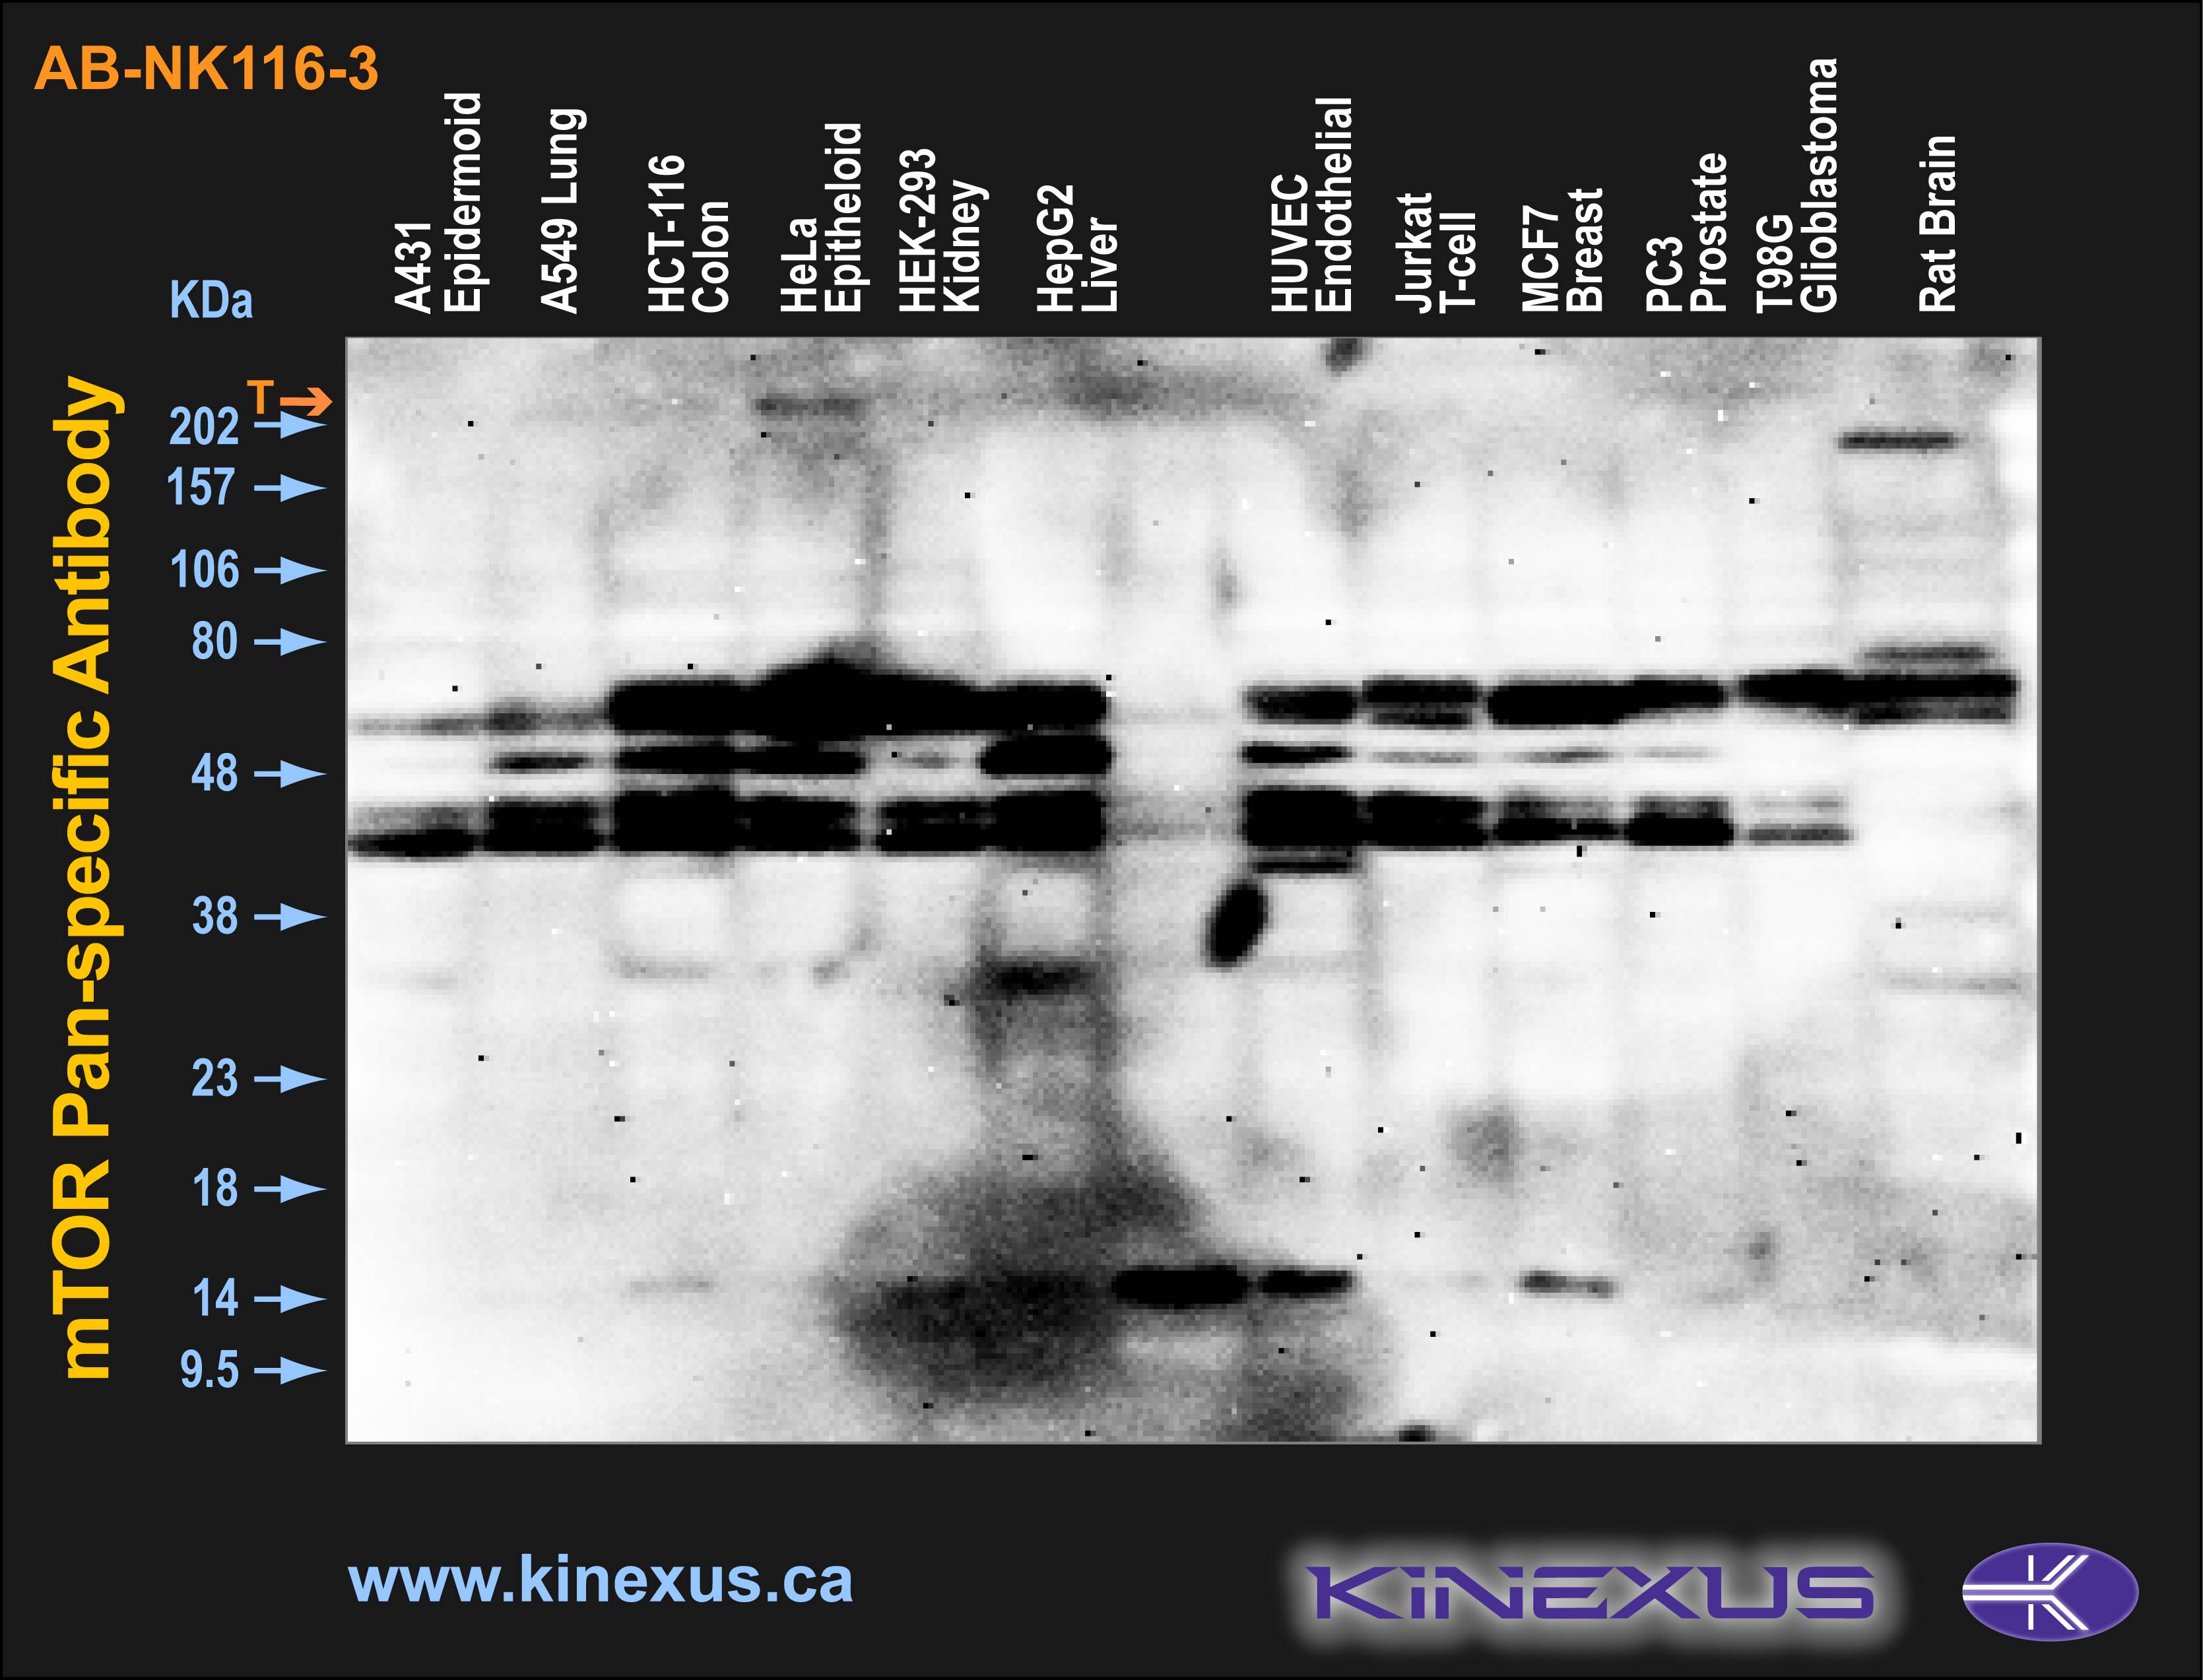 AB-NK116-3
A431
Epidermoid
A549 Lung
HCT-116
Colon
HeLa
Epitheloid
HEK-293
Kidney
HepG2
Liver
HUVEC
Endothelial
Jurkat
T-cell
MCF7
Breast
PC3
Prostate
T98G
Glioblastoma
Rat Brain
KDa
T
202
157
106
80
48
38
23
18
14
9.5
mTOR Pan-specific Antibody
www.kinexus.ca
KiNEXUS
K